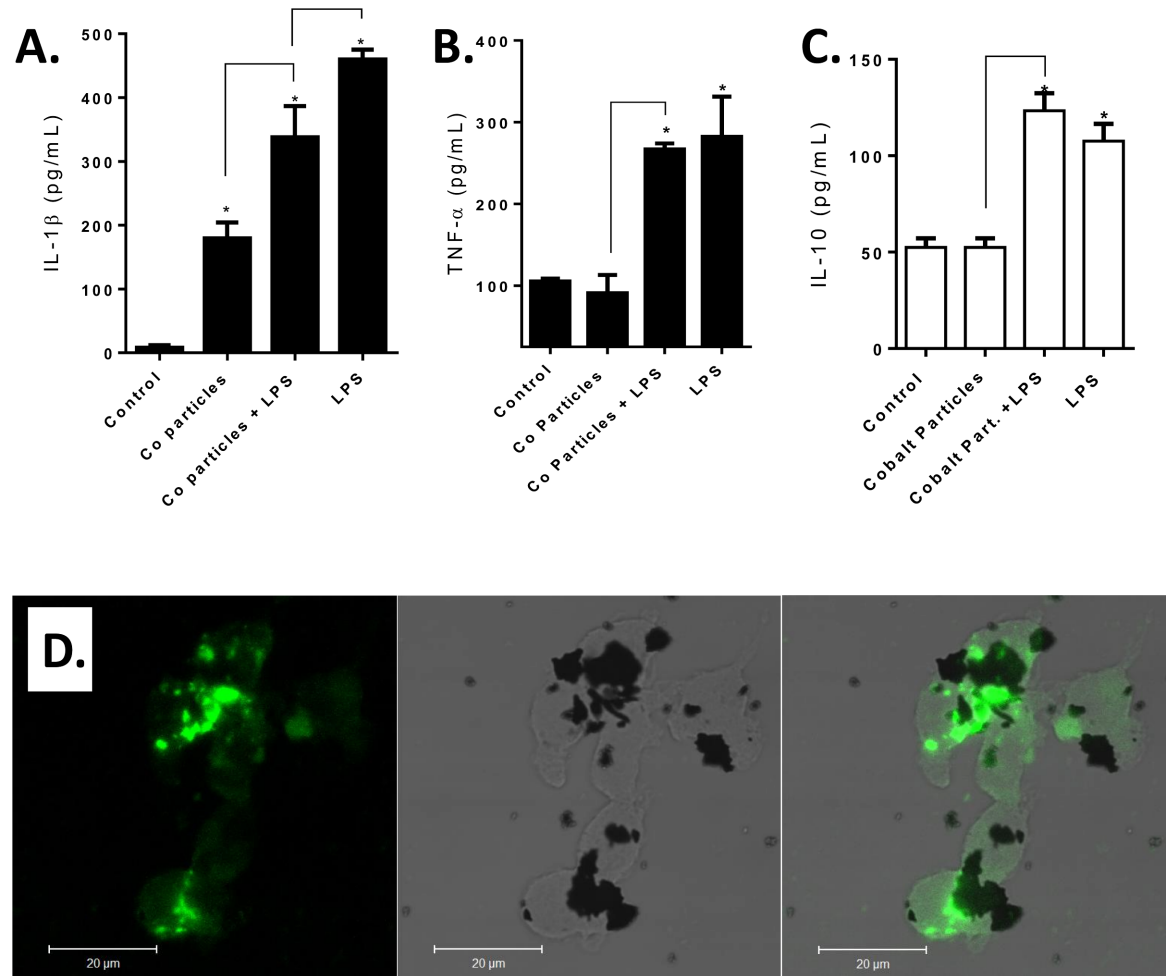 A.
IL-1β (pg/mL)
500
400
300
200
100
0
*
*
*
Control
Co particles
Co particles + LPS
LPS
B.
TNF-α (pg/mL)
400
300
200
100
*
*
Control
Co Particles
Co Particles + LPS
LPS
C.
IL-10 (pg/mL)
150
100
50
0
*
*
Control
Cobalt Particles
Cobalt Part. +LPS
LPS
D.
20 µm
20 µm
20 µm